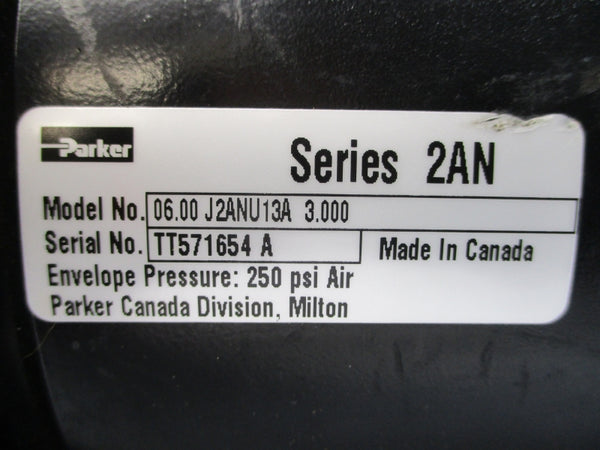 Parker
Series 2AN
Model No. 06.00 J2ANU13A 3.000
Serial No. TT571654 A Made In Canada
Envelope Pressure: 250 psi Air
Parker Canada Division, Milton